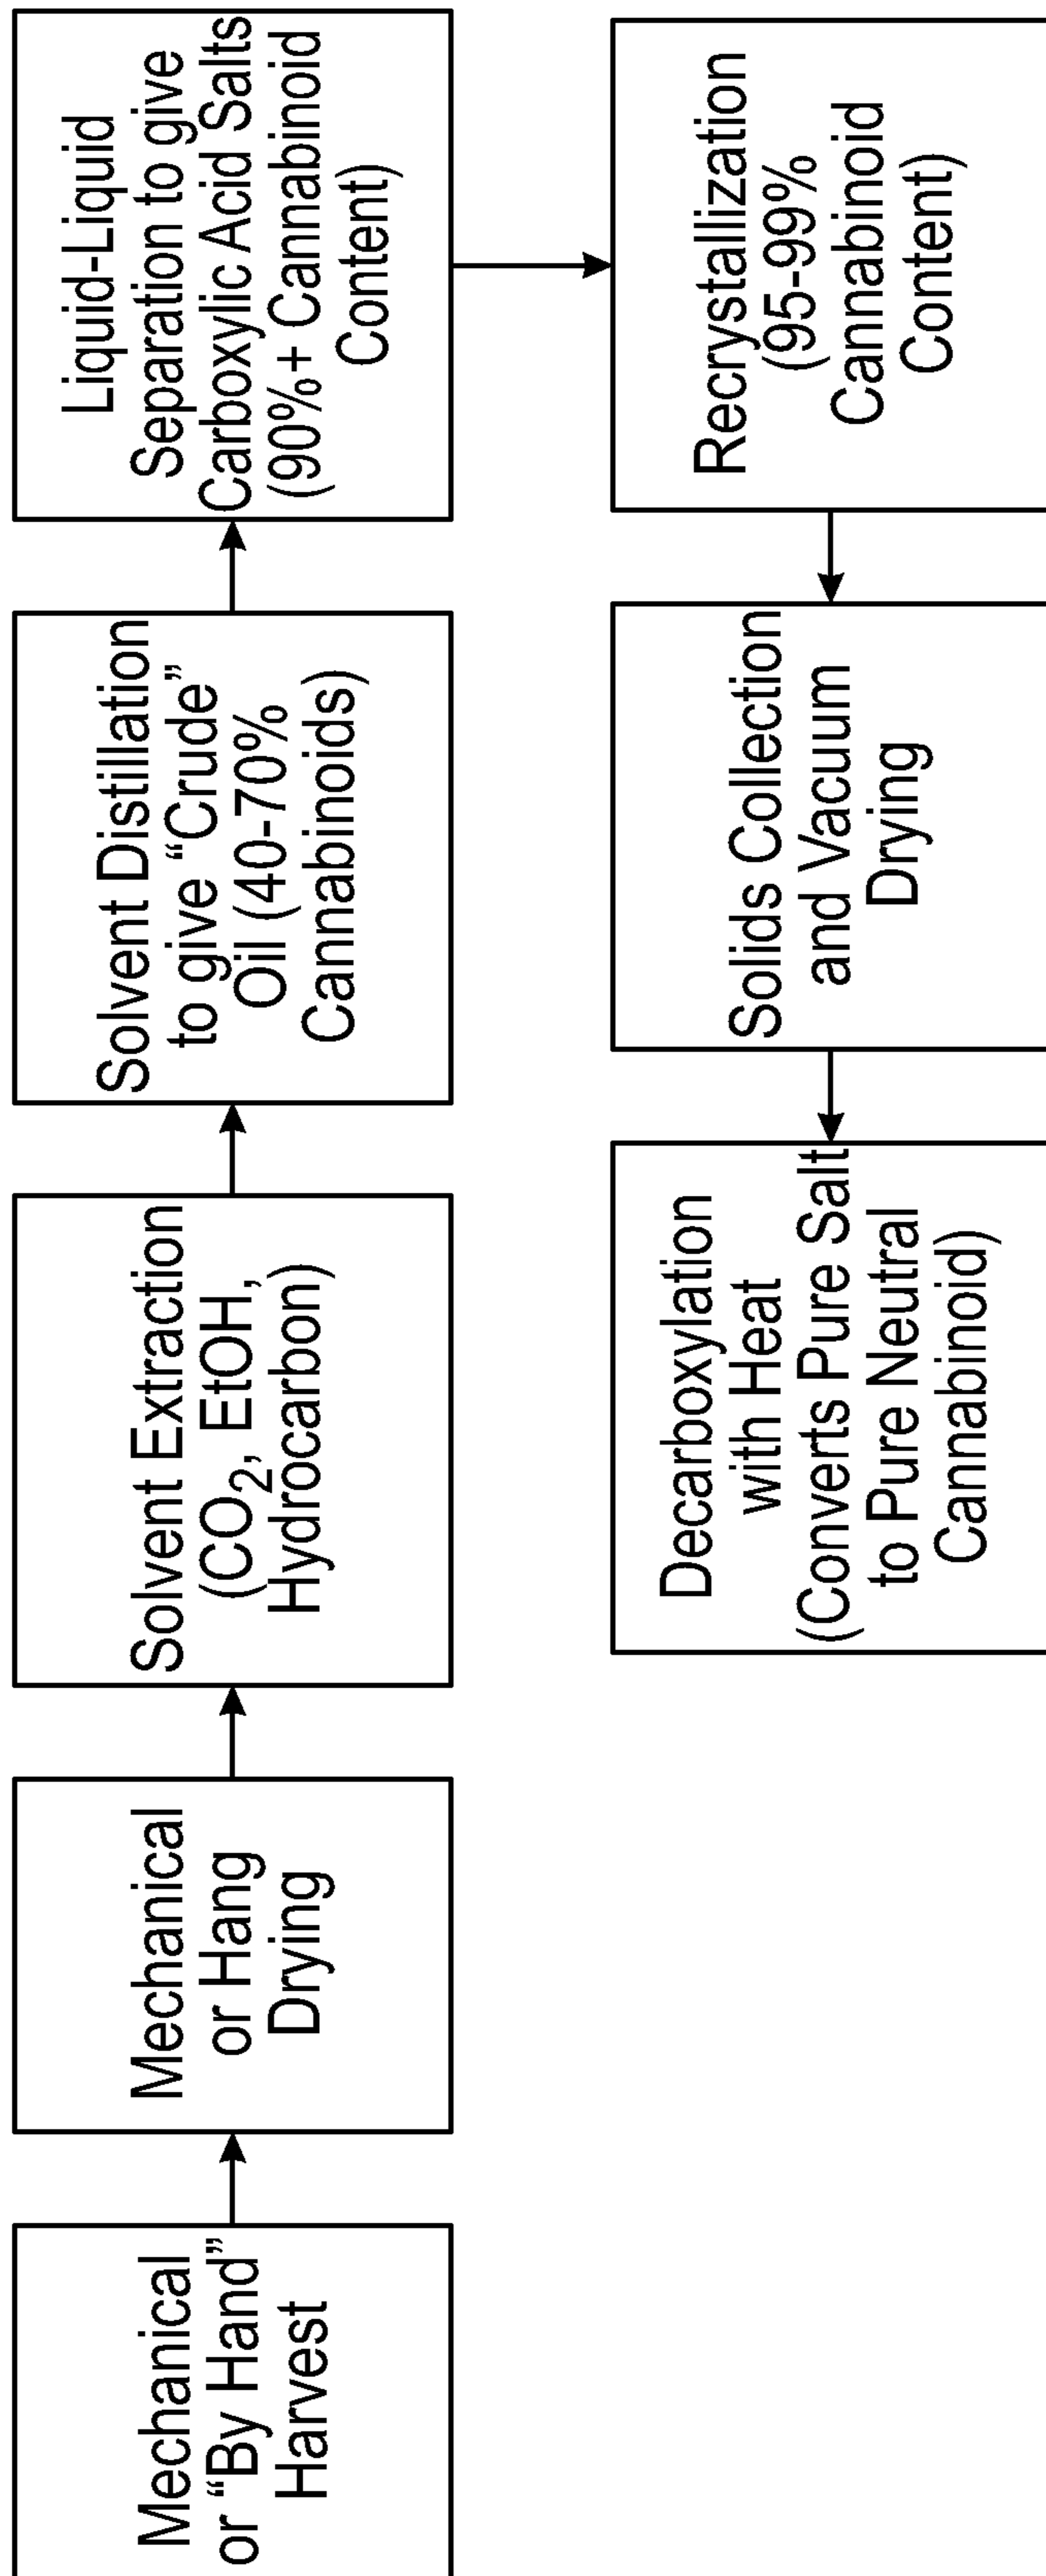 Mechanical
or “By Hand”
Harvest
Mechanical
or Hang
Drying
Solvent Extraction
(CO₂, EtOH,
Hydrocarbon)
Solvent Distillation
to give “Crude”
Oil (40-70%
Cannabinoids)
Liquid-Liquid
Separation to give
Carboxylic Acid Salts
(90%+ Cannabinoid
Content)
Recrystallization
(95-99%
Cannabinoid
Content)
Solids Collection
and Vacuum
Drying
Decarboxylation
with Heat
(Converts Pure Salt
to Pure Neutral
Cannabinoid)